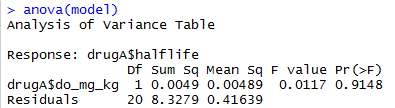 > anova(model)
Analysis of Variance Table

Response: drugA$halflife
              Df Sum Sq Mean Sq F value Pr(>F)
drugA$do_mg_kg  1 0.0049 0.00489  0.0117 0.9148
Residuals      20 8.3279 0.41639